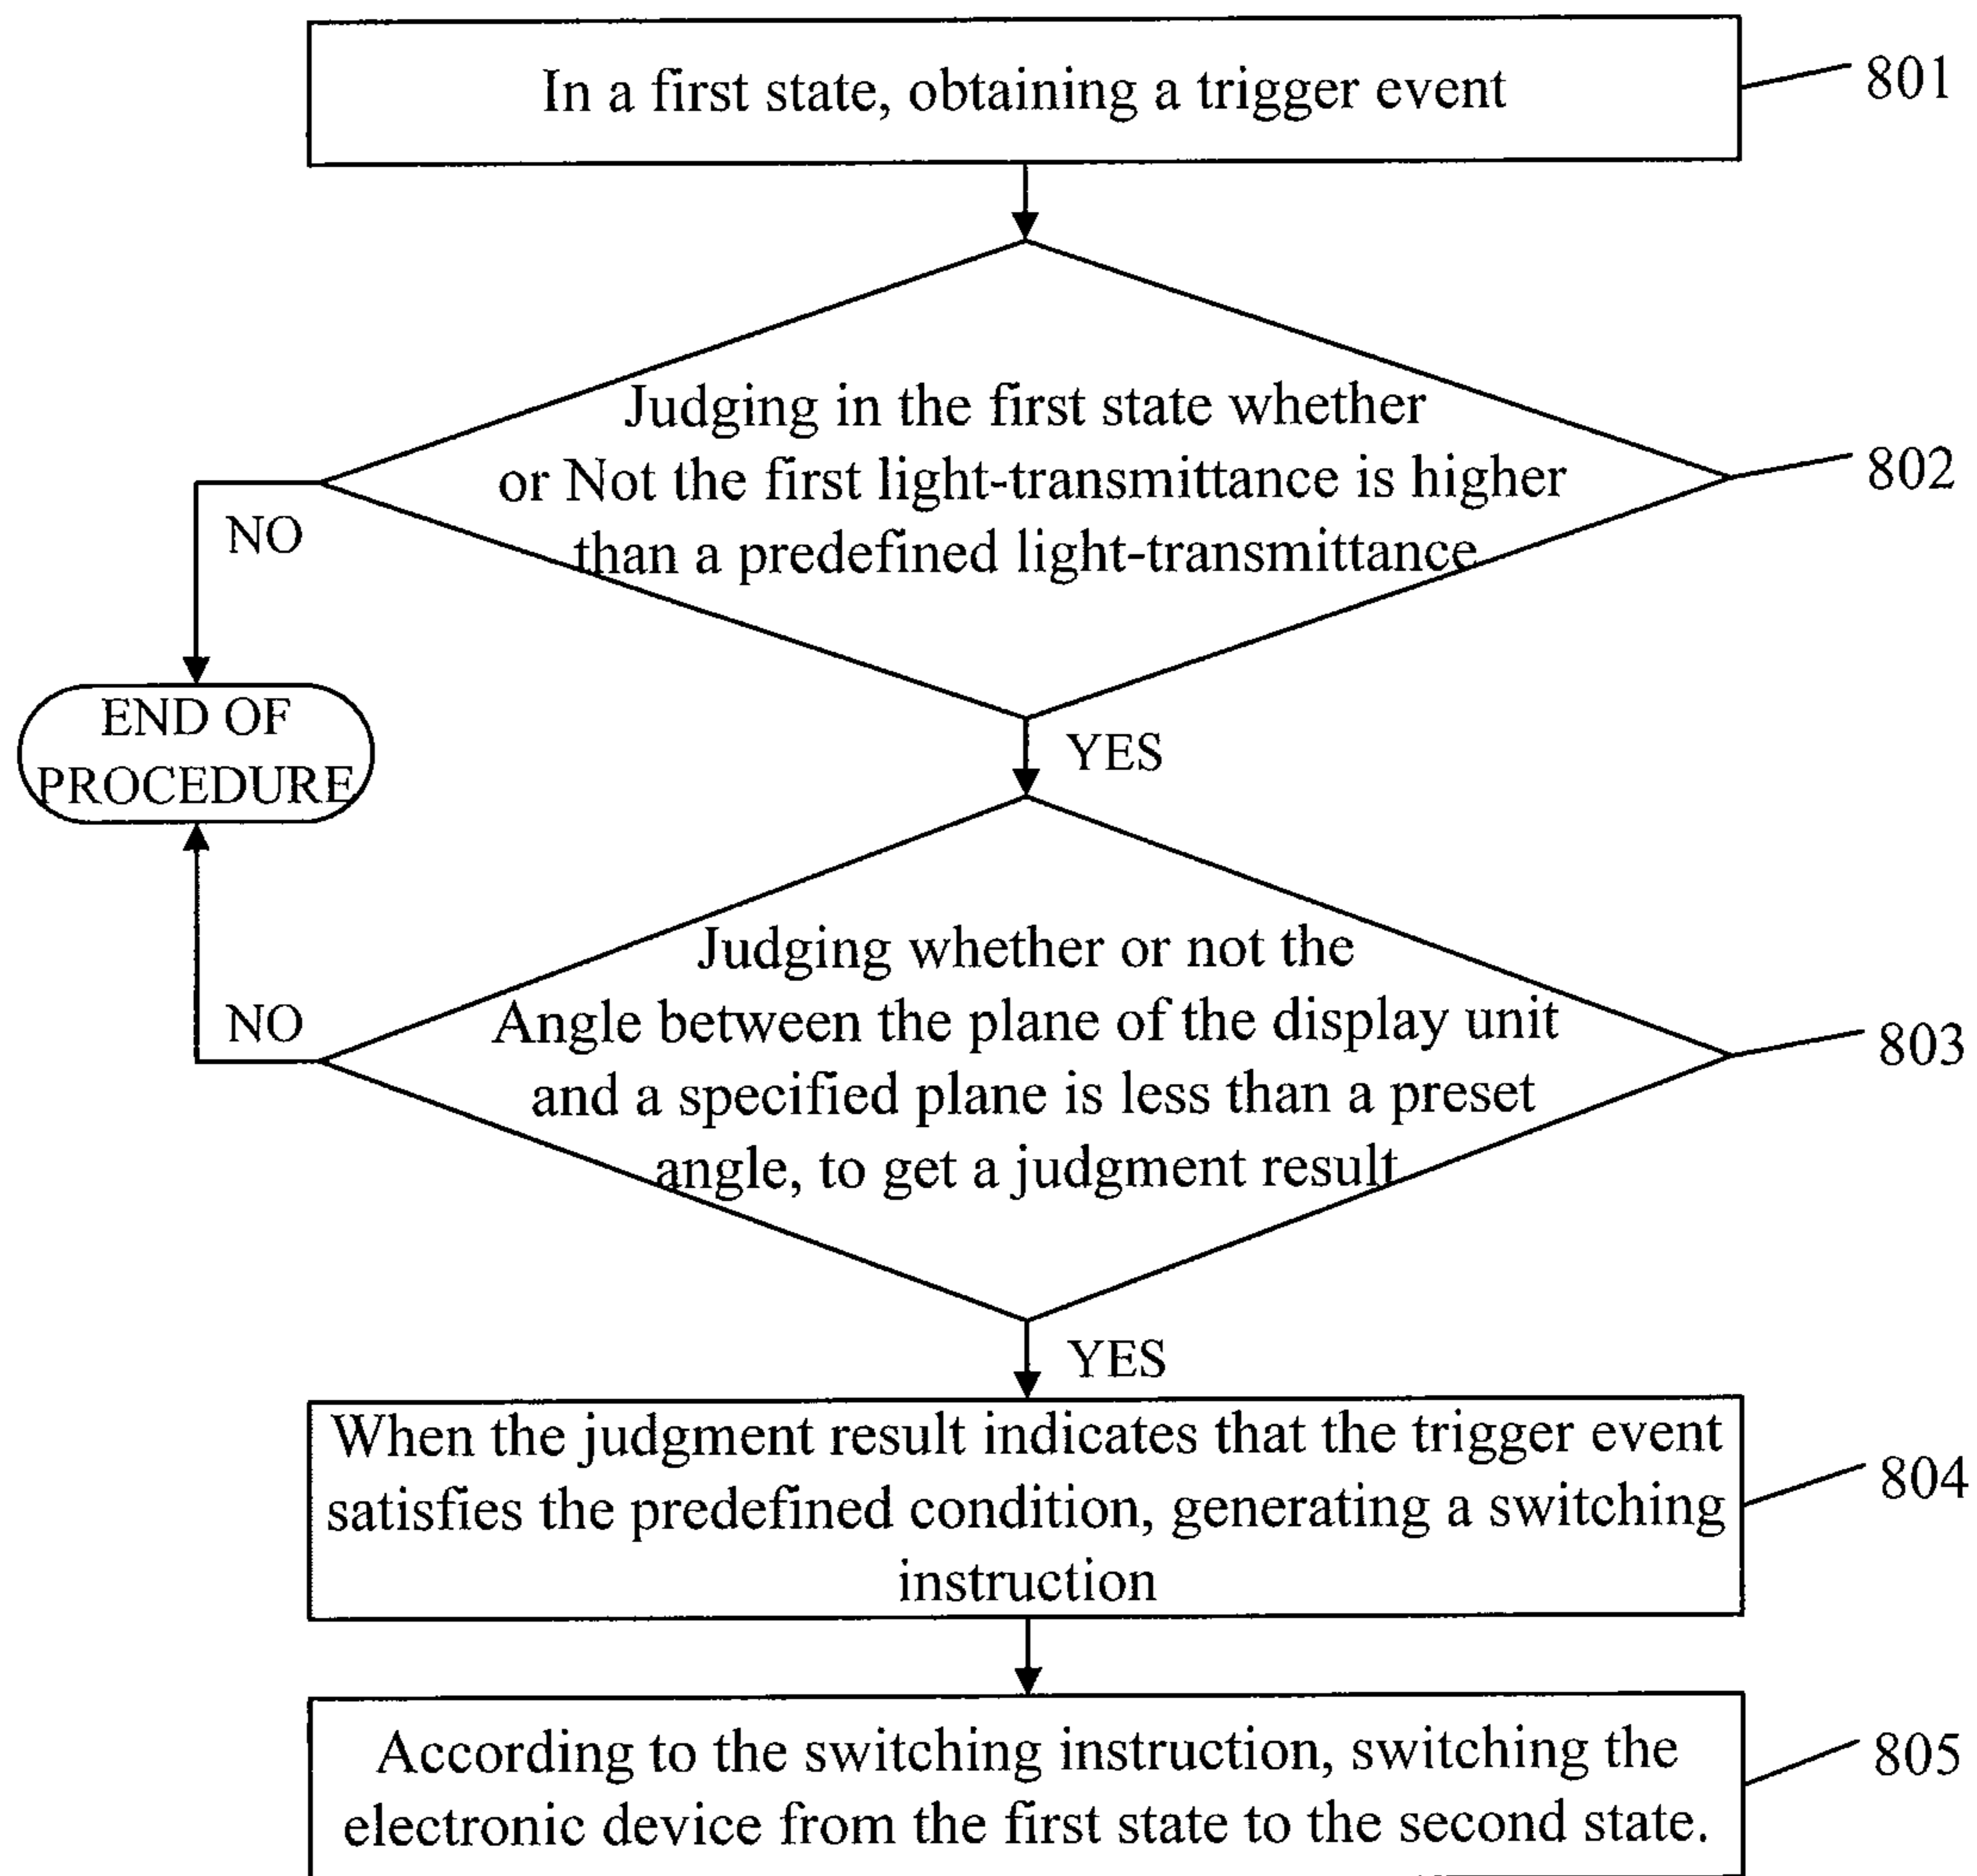 In a first state, obtaining a trigger event
801
Judging in the first state whether
or Not the first light-transmittance is higher
than a predefined light-transmittance
802
NO
END OF
PROCEDURE
YES
Judging whether or not the
Angle between the plane of the display unit
and a specified plane is less than a preset
angle, to get a judgment result
803
NO
YES
When the judgment result indicates that the trigger event
satisfies the predefined condition, generating a switching
instruction
804
According to the switching instruction, switching the
electronic device from the first state to the second state.
805